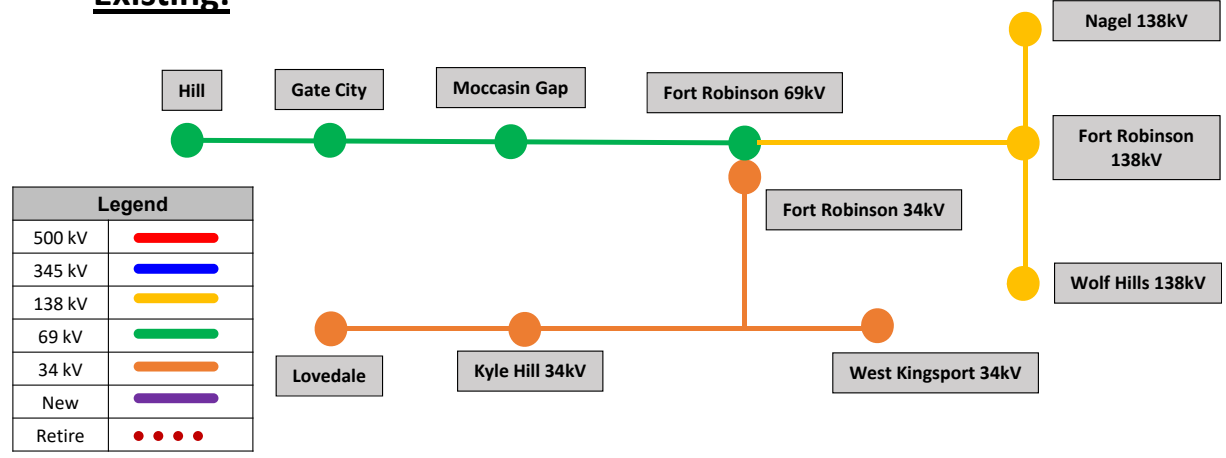 Existing:
Nagel 138kV
Hill
Gate City
Moccasin Gap
Fort Robinson 69kV
Fort Robinson
138kV
Fort Robinson 34kV
Wolf Hills 138kV
Lovedale
Kyle Hill 34kV
West Kingsport 34kV
Legend
500 kV
345 kV
138 kV
69 kV
34 kV
New
Retire